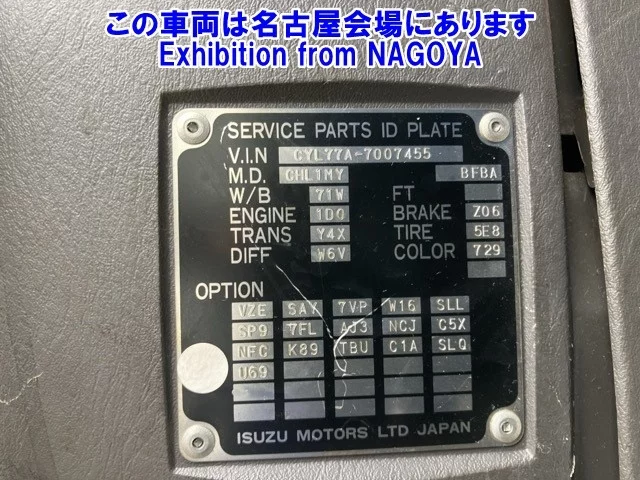 この車両は名古屋会場にあります
Exhibition from NAGOYA
SERVICE PARTS ID PLATE
V.I.N CYL77A-7007455
M.D. CHL1MY BFBA
W/B 71W FT
ENGINE 1D0 BRAKE Z06
TRANS Y4X TIRE 5E8
DIFF W6V COLOR 729
OPTION
VZE SAY 7VP W16 SLL
SP9 7FL AJ3 NCJ C5X
NFC K89 TBU C1A SLQ
U69
ISUZU MOTORS LTD JAPAN